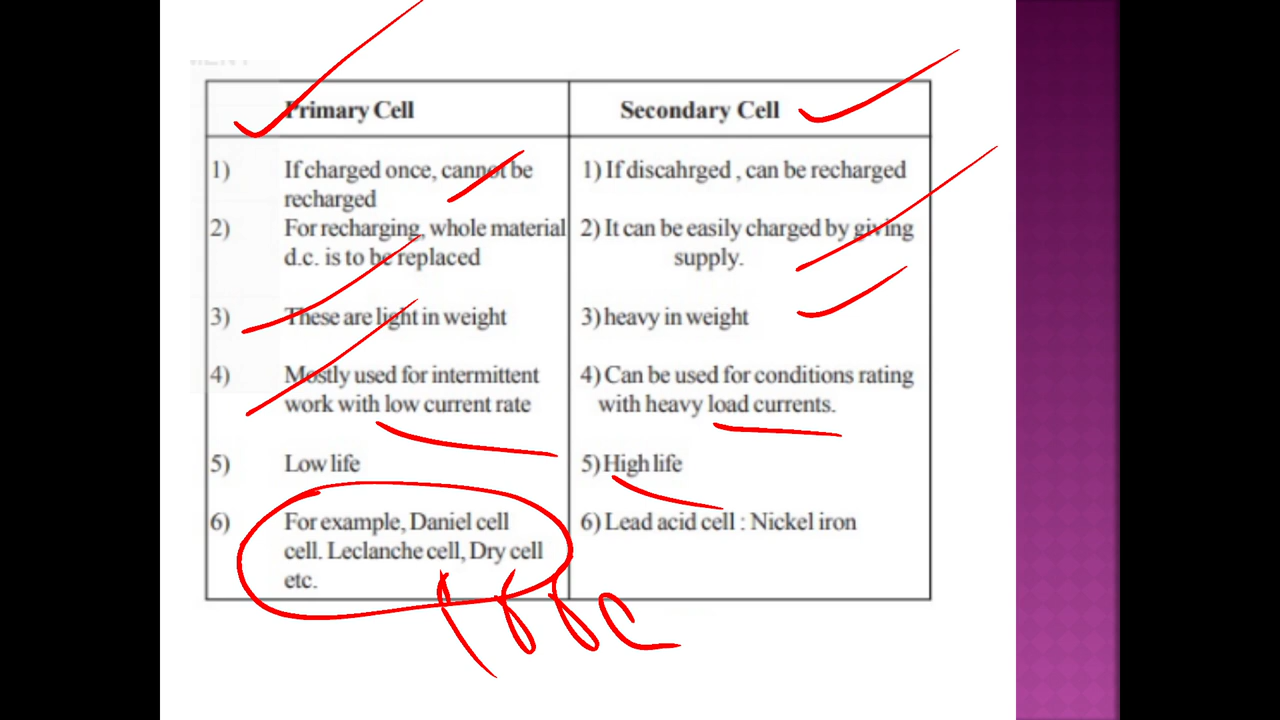 Primary Cell
Secondary Cell
1) If charged once, cannot be
recharged
1) If discahrged , can be recharged
2) For recharging, whole material
d.c. is to be replaced
2) It can be easily charged by giving
supply.
3) These are light in weight
3) heavy in weight
4) Mostly used for intermittent
work with low current rate
4) Can be used for conditions rating
with heavy load currents.
5) Low life
5) High life
6) For example, Daniel cell
cell. Leclanche cell, Dry cell
etc.
6) Lead acid cell : Nickel iron